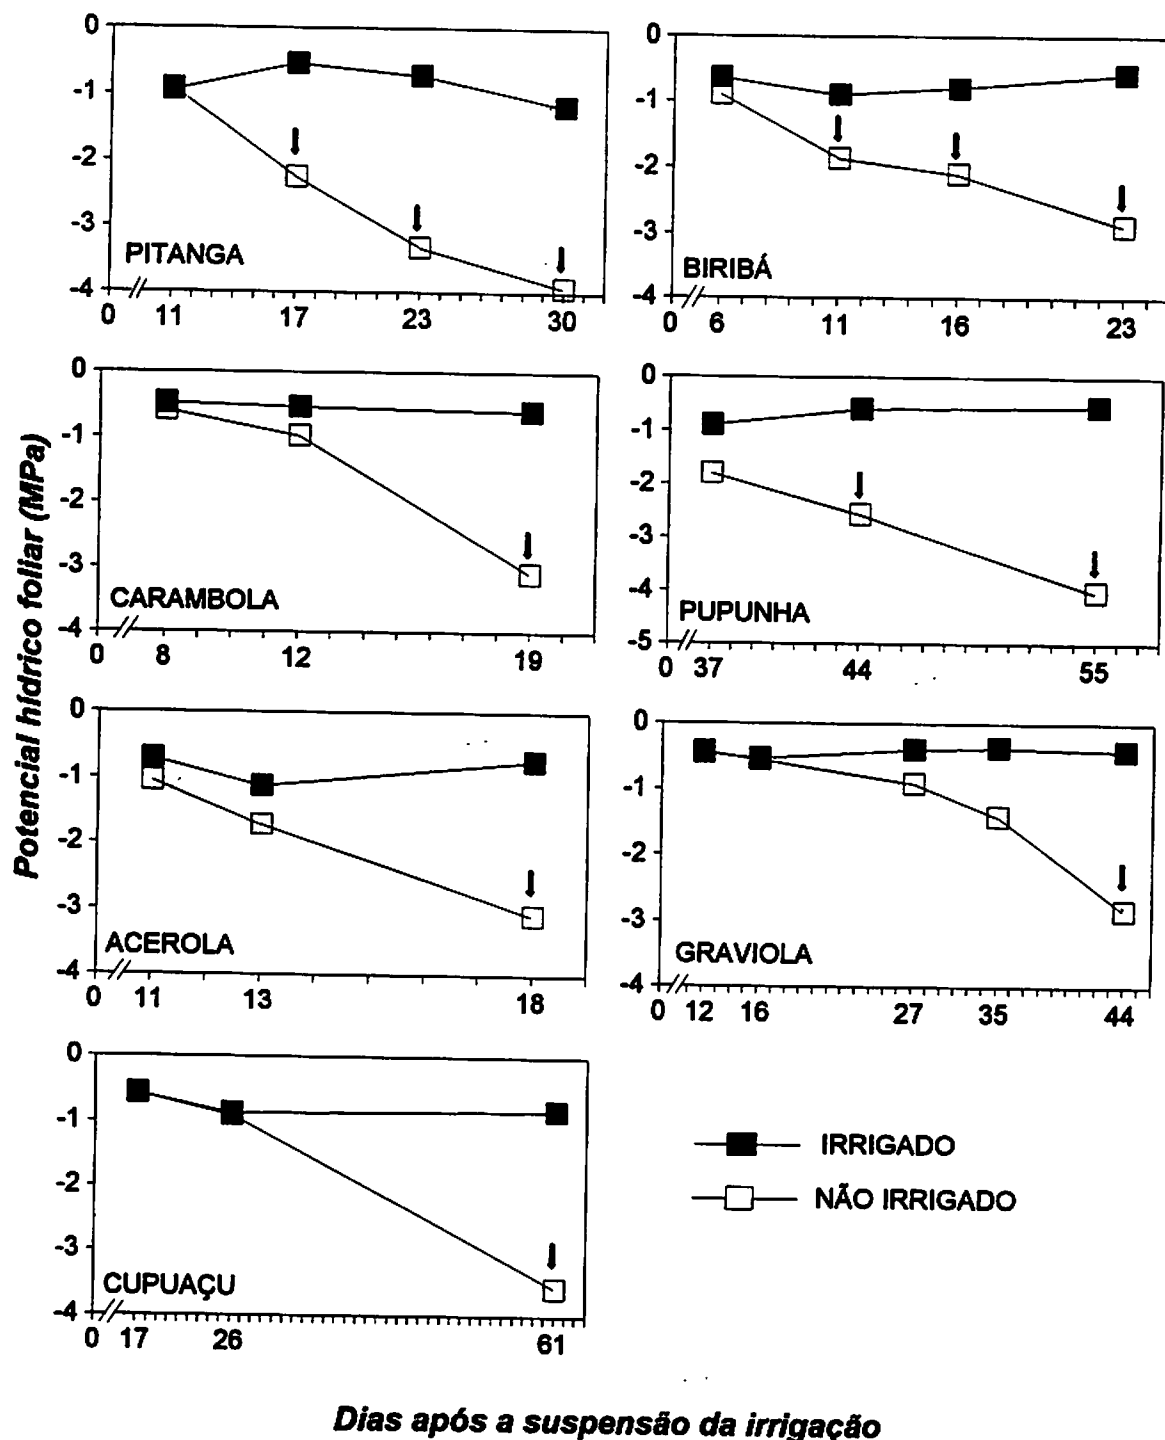 Potencial hídrico foliar (MPa)
0
-1
-2
-3
-4
PITANGA
0 11 17 23 30
0
-1
-2
-3
-4
BIRIBÁ
0 6 11 16 23
0
-1
-2
-3
-4
CARAMBOLA
0 8 12 19
0
-1
-2
-3
-4
-5
PUPUNHA
0 37 44 55
0
-1
-2
-3
-4
ACEROLA
0 11 13 18
0
-1
-2
-3
-4
GRAVIOLA
0 12 16 27 35 44
0
-1
-2
-3
-4
CUPUAÇU
0 17 26 61
IRRIGADO
NÃO IRRIGADO
Dias após a suspensão da irrigação